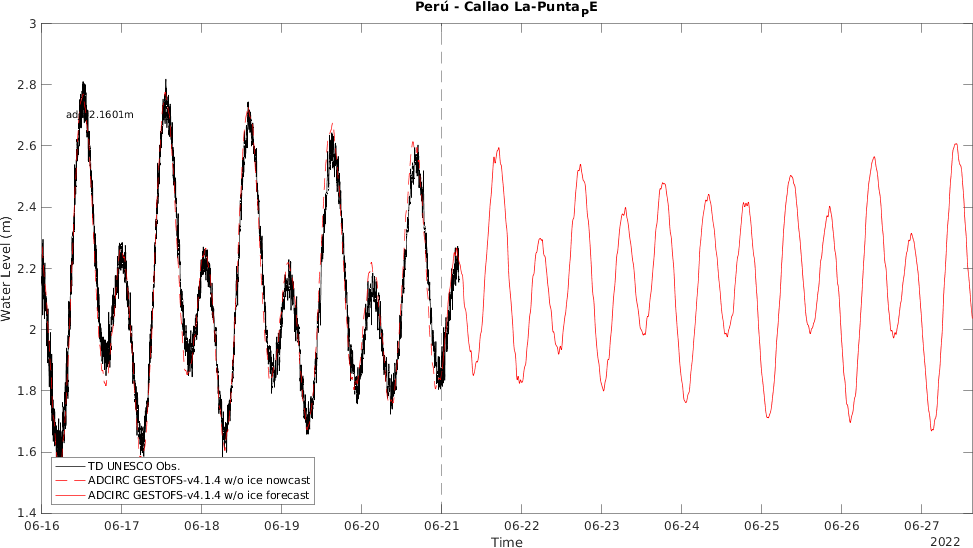 Perú - Callao La-PuntaPE
3
2.8
2.6
2.4
2.2
2
1.8
1.6
1.4
Water Level (m)
2.1601m
TD UNESCO Obs.
ADCIRC GESTOFS-v4.1.4 w/o ice nowcast
ADCIRC GESTOFS-v4.1.4 w/o ice forecast
06-16 06-17 06-18 06-19 06-20 06-21 06-22 06-23 06-24 06-25 06-26 06-27
Time
2022